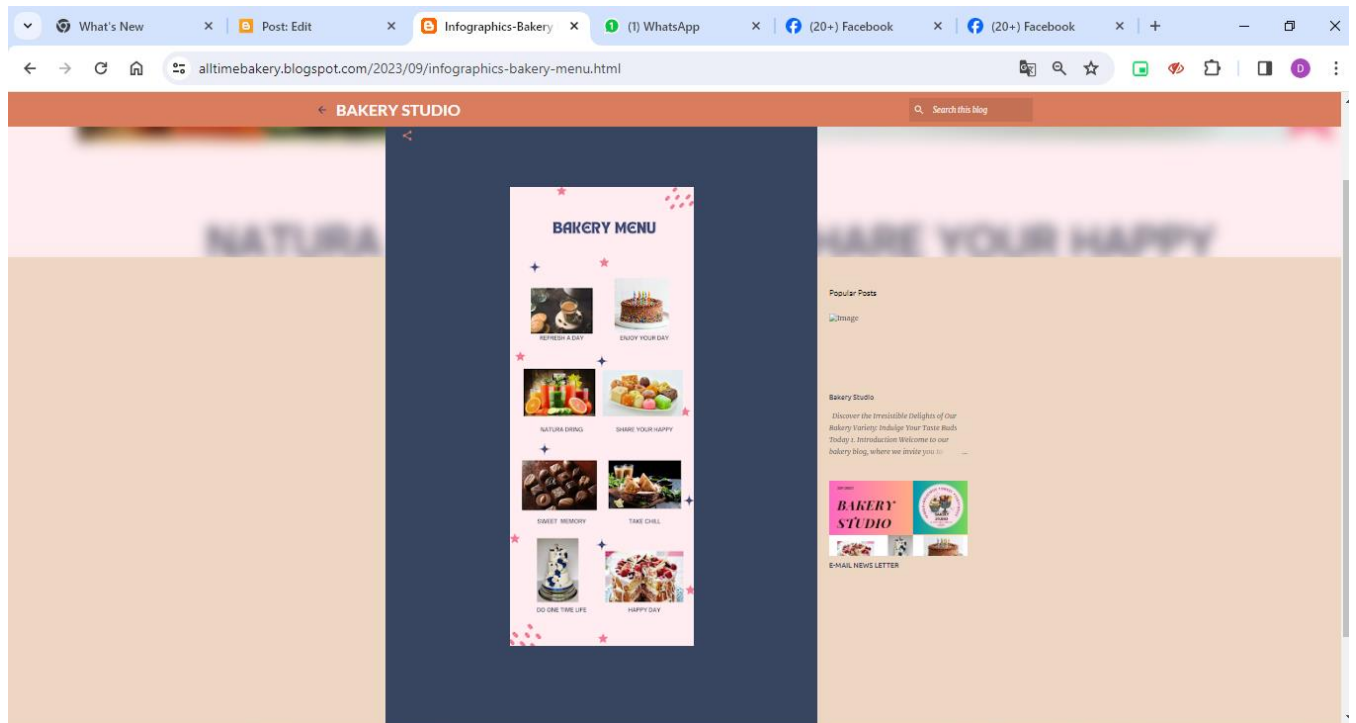 What's New
Post: Edit
Infographics-Bakery
(1) WhatsApp
(20+) Facebook
(20+) Facebook
alltimebakery.blogspot.com/2023/09/infographics-bakery-menu.html
D
BAKERY STUDIO
Search this blog
NATURA
HARE YOUR HAPPY
BAKERY MENU
REFRESH A DAY
ENJOY YOUR DAY
NATURA DRING
SHARE YOUR HAPPY
SWEET MEMORY
TAKE CHILL
DO ONE TIME LIFE
HAPPY DAY
Popular Posts
Image
Bakery Studio
Discover the Irresistible Delights of Our
Bakery Variety: Indulge Your Taste Buds
Today 1. Introduction Welcome to our
bakery blog, where we invite you to ...
BAKERY
STUDIO
E-MAIL NEWS LETTER